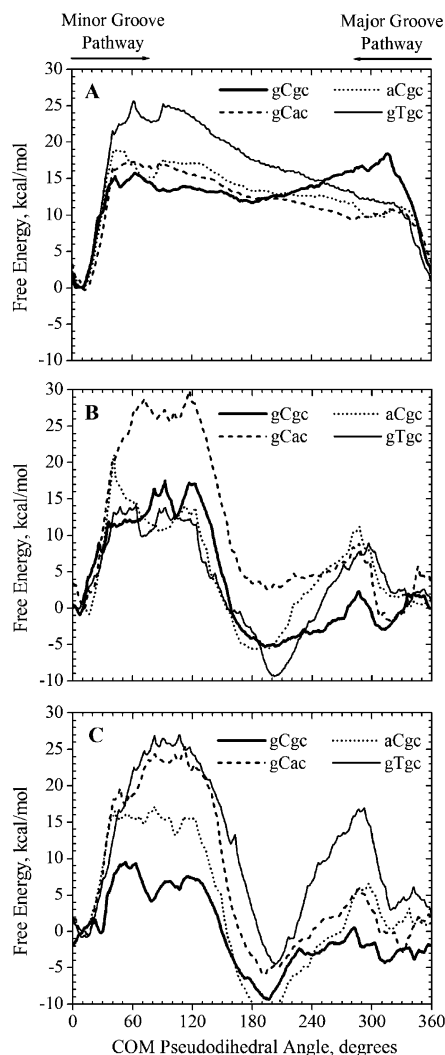 Minor Groove
Pathway
Major Groove
Pathway
A
gCgc
aCgc
gCac
gTgc
30
25
20
15
10
5
0
-5
-10
Free Energy, kcal/mol
B
gCgc
aCgc
gCac
gTgc
30
25
20
15
10
5
0
-5
-10
Free Energy, kcal/mol
C
gCgc
aCgc
gCac
gTgc
30
25
20
15
10
5
0
-5
-10
Free Energy, kcal/mol
0 60 120 180 240 300 360
COM Pseudodihedral Angle, degrees